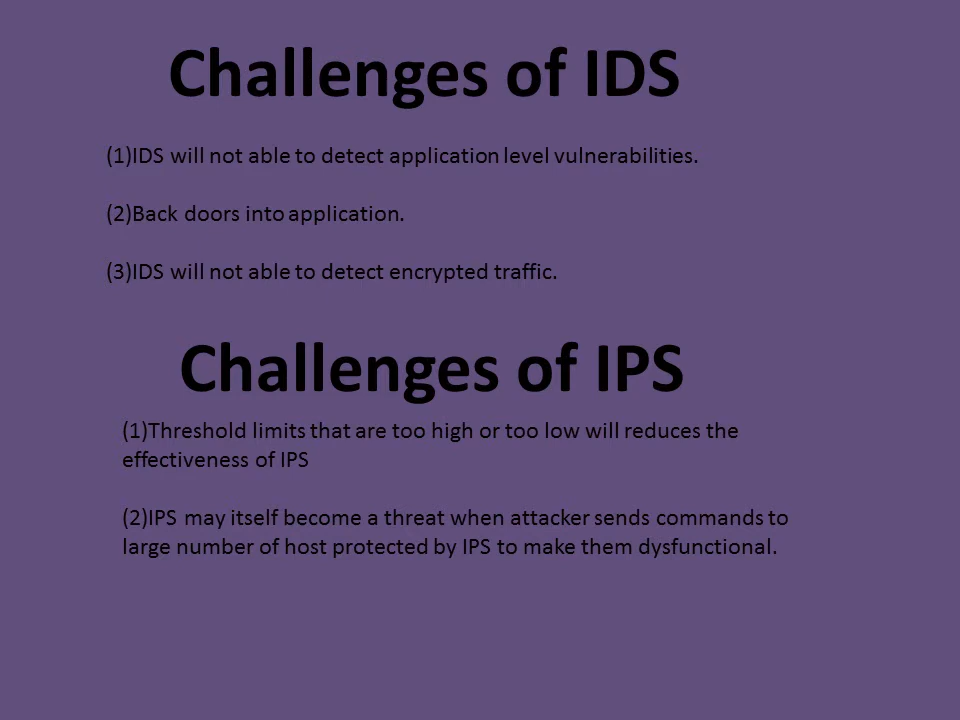 Challenges of IDS
(1)IDS will not able to detect application level vulnerabilities.
(2)Back doors into application.
(3)IDS will not able to detect encrypted traffic.
Challenges of IPS
(1)Threshold limits that are too high or too low will reduces the
effectiveness of IPS
(2)IPS may itself become a threat when attacker sends commands to
large number of host protected by IPS to make them dysfunctional.